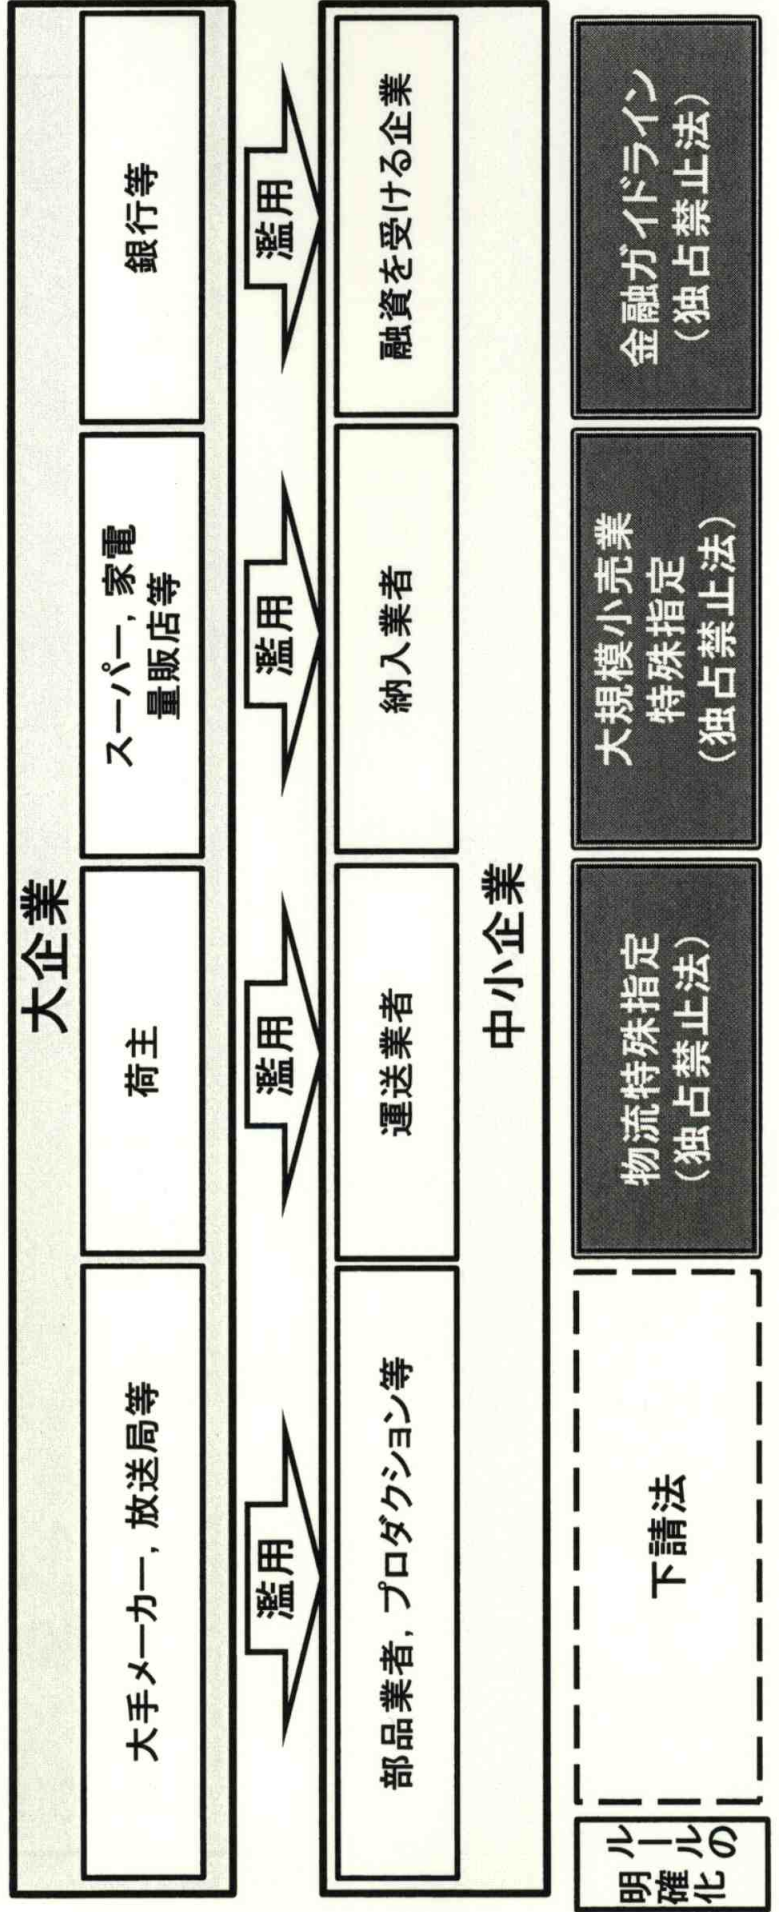 大企業
大手メーカー，放送局等
荷主
スーパー，家電
量販店等
銀行等
濫用
濫用
濫用
濫用
部品業者，プロダクション等
運送業者
納入業者
融資を受ける企業
中小企業
ルールの
明確化
下請法
物流特殊指定
（独占禁止法）
大規模小売業
特殊指定
（独占禁止法）
金融ガイドライン
（独占禁止法）